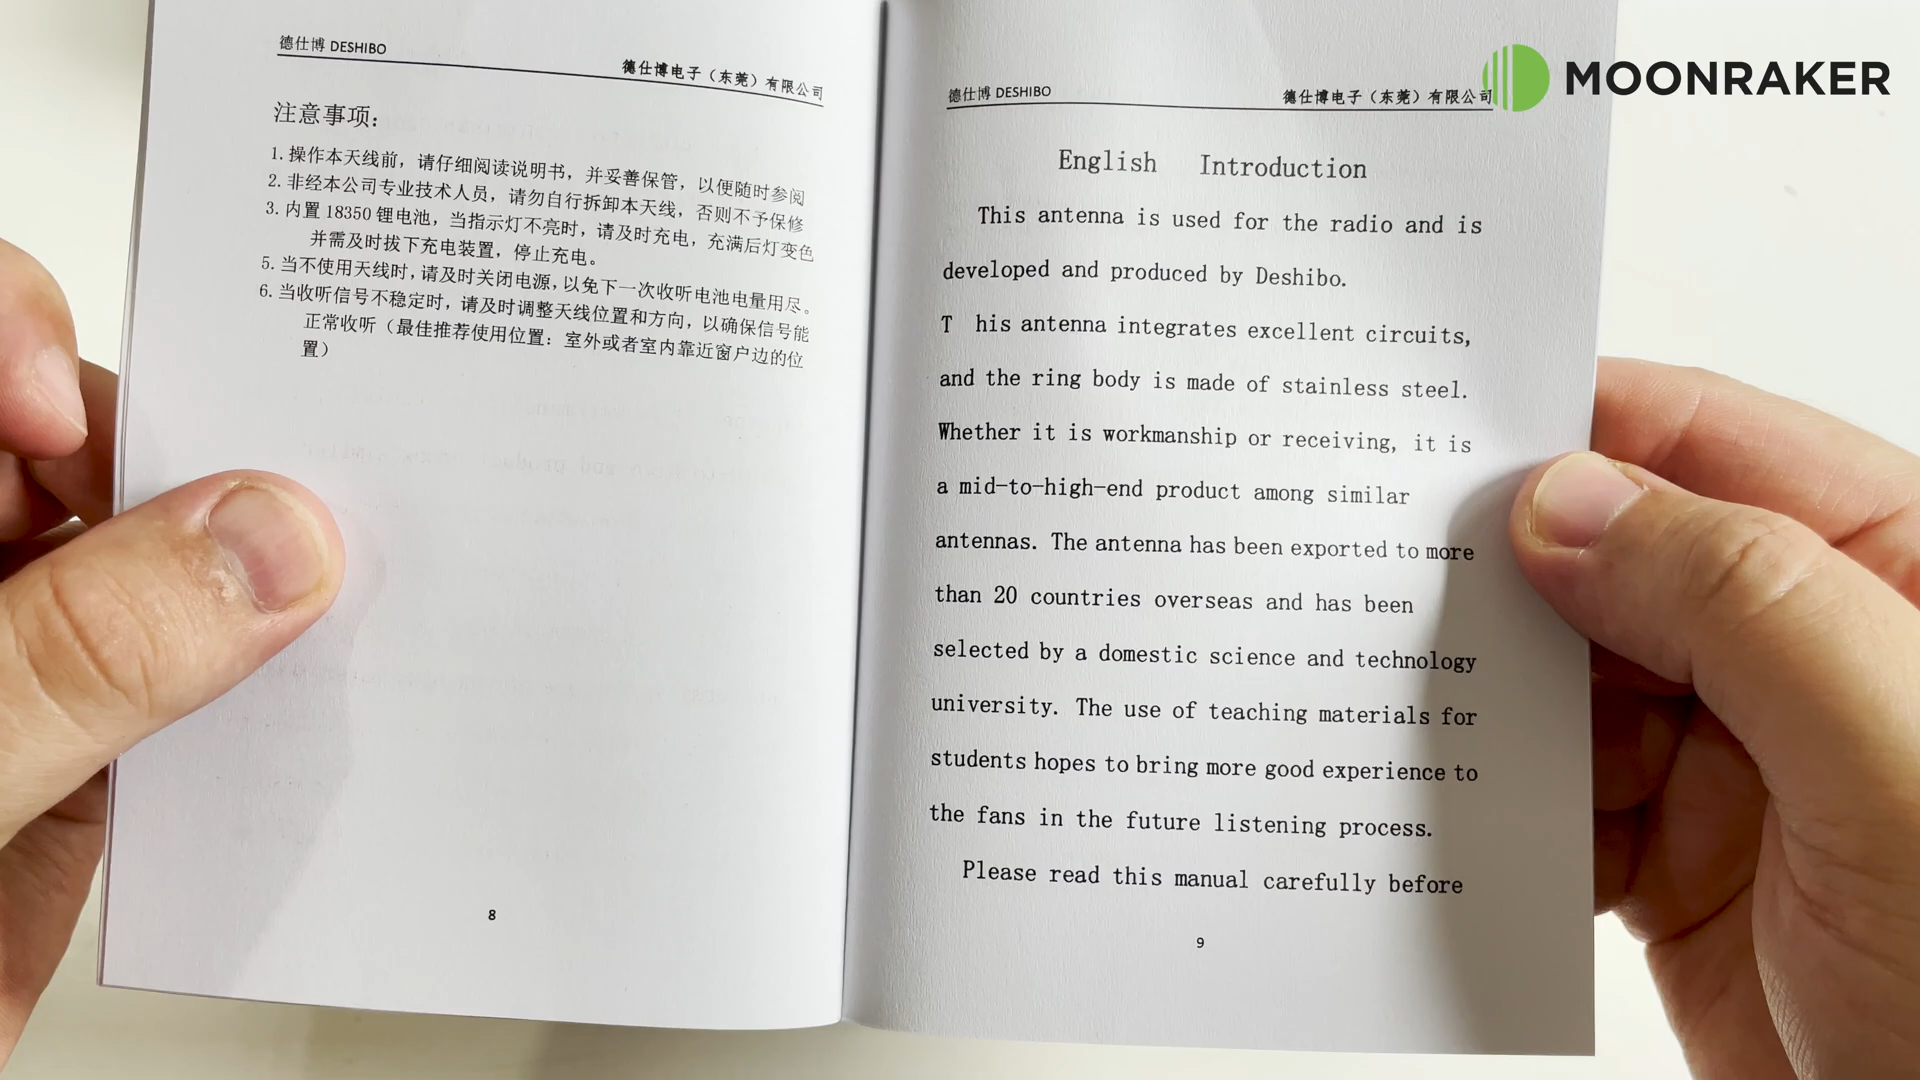 德仕博 DESHIBO
德仕博电子（东莞）有限公司
注意事项：
1. 操作本天线前，请仔细阅读说明书，并妥善保管，以便随时参阅
2. 非经本公司专业技术人员，请勿自行拆卸本天线，否则不予保修
3. 内置 18350 锂电池，当指示灯不亮时，请及时充电，充满后灯变色
并需及时拔下充电装置，停止充电。
5. 当不使用天线时，请及时关闭电源，以免下一次收听电池电量用尽。
6. 当收听信号不稳定时，请及时调整天线位置和方向，以确保信号能
正常收听（最佳推荐使用位置：室外或者室内靠近窗户边的位
置）
8
德仕博 DESHIBO
德仕博电子（东莞）有限公司
English Introduction
This antenna is used for the radio and is
developed and produced by Deshibo.
T his antenna integrates excellent circuits,
and the ring body is made of stainless steel.
Whether it is workmanship or receiving, it is
a mid-to-high-end product among similar
antennas. The antenna has been exported to more
than 20 countries overseas and has been
selected by a domestic science and technology
university. The use of teaching materials for
students hopes to bring more good experience to
the fans in the future listening process.
Please read this manual carefully before
9
MOONRAKER